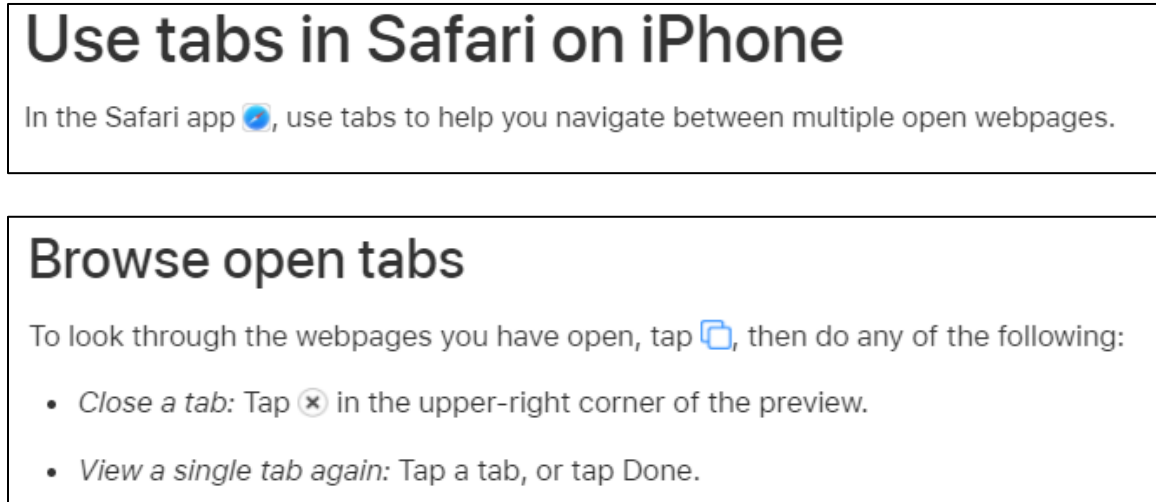 Use tabs in Safari on iPhone
In the Safari app , use tabs to help you navigate between multiple open webpages.
Browse open tabs
To look through the webpages you have open, tap , then do any of the following:
• Close a tab: Tap in the upper-right corner of the preview.
• View a single tab again: Tap a tab, or tap Done.